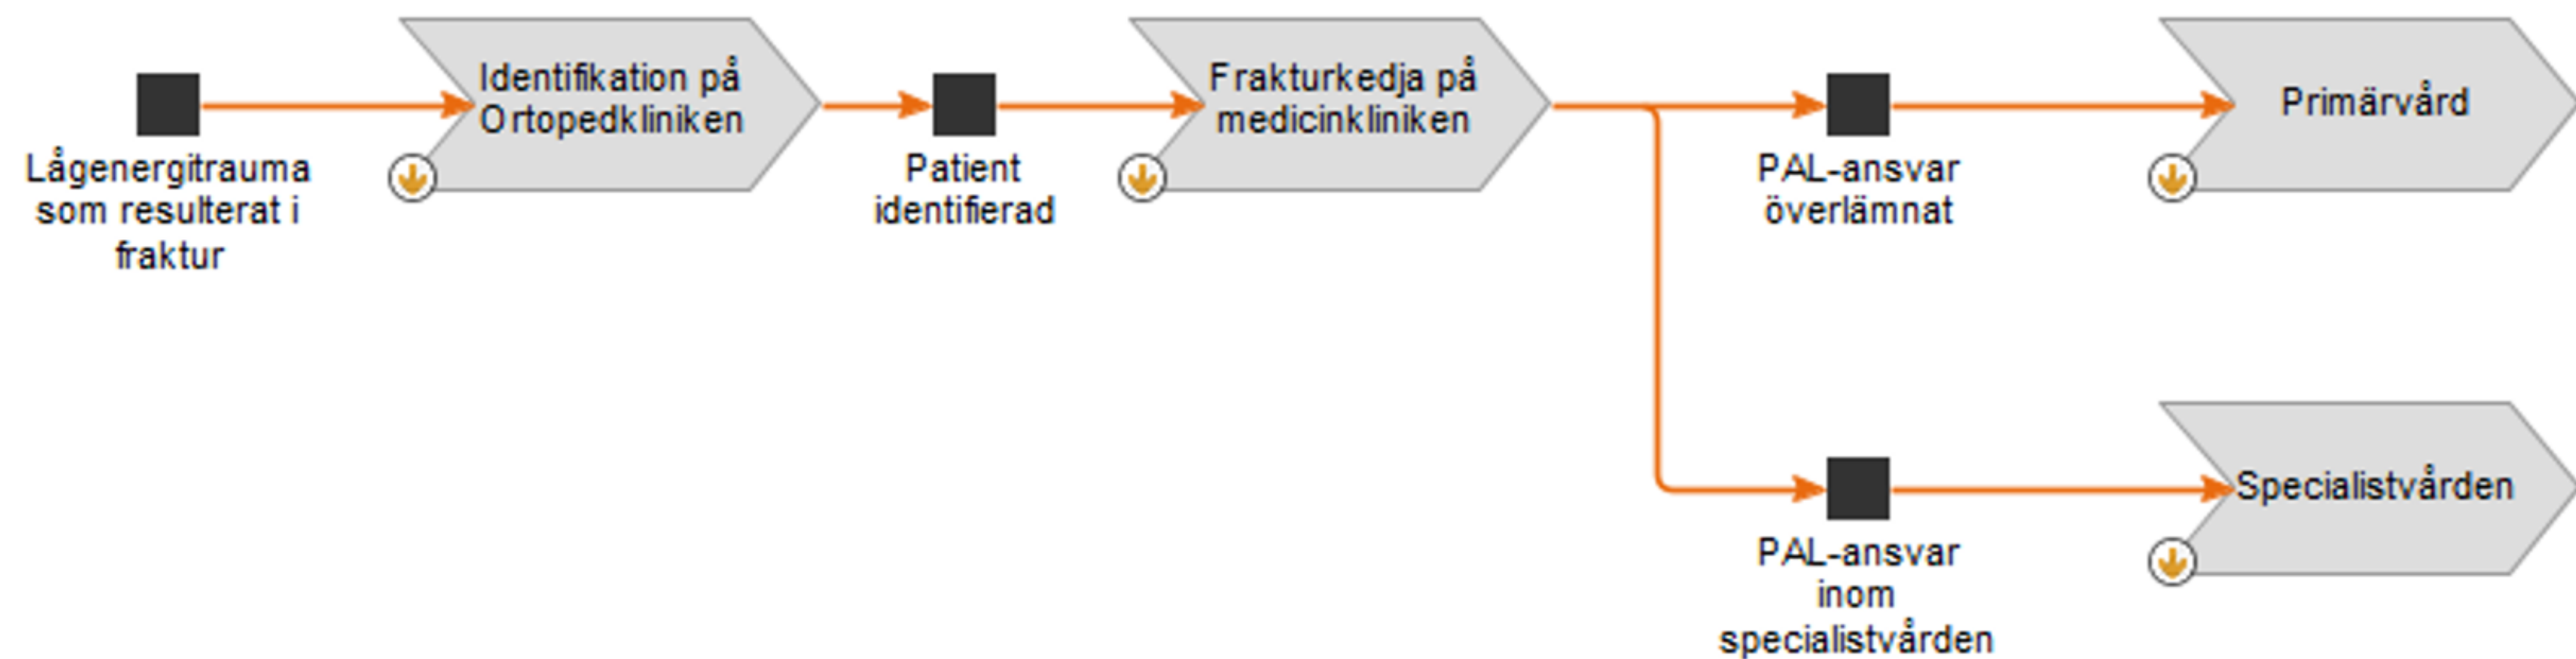 Lågenergitrauma
som resulterat i
fraktur
Identifikation på
Ortopedkliniken
Patient
identifierad
Frakturkedja på
medicinkliniken
PAL-ansvar
överlämnat
Primärvård
PAL-ansvar
inom
specialistvården
Specialistvården